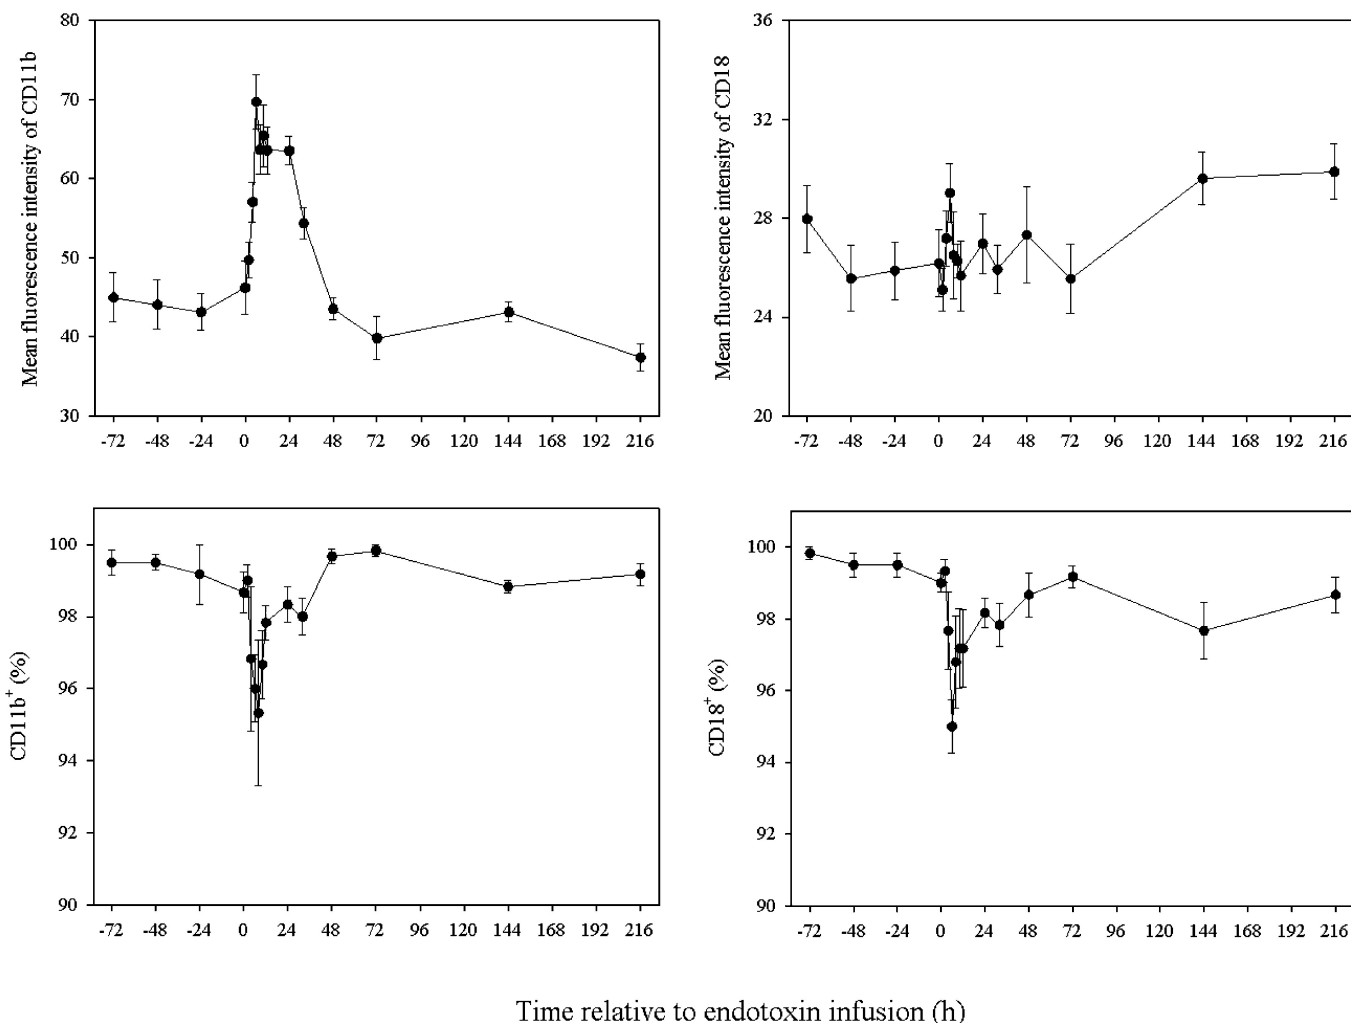 Mean fluorescence intensity of CD11b
80
70
60
50
40
30
-72 -48 -24 0 24 48 72 96 120 144 168 192 216
Mean fluorescence intensity of CD18
36
32
28
24
20
-72 -48 -24 0 24 48 72 96 120 144 168 192 216
CD11b⁺ (%)
100
98
96
94
92
90
-72 -48 -24 0 24 48 72 96 120 144 168 192 216
CD18⁺ (%)
100
98
96
94
92
90
-72 -48 -24 0 24 48 72 96 120 144 168 192 216
Time relative to endotoxin infusion (h)